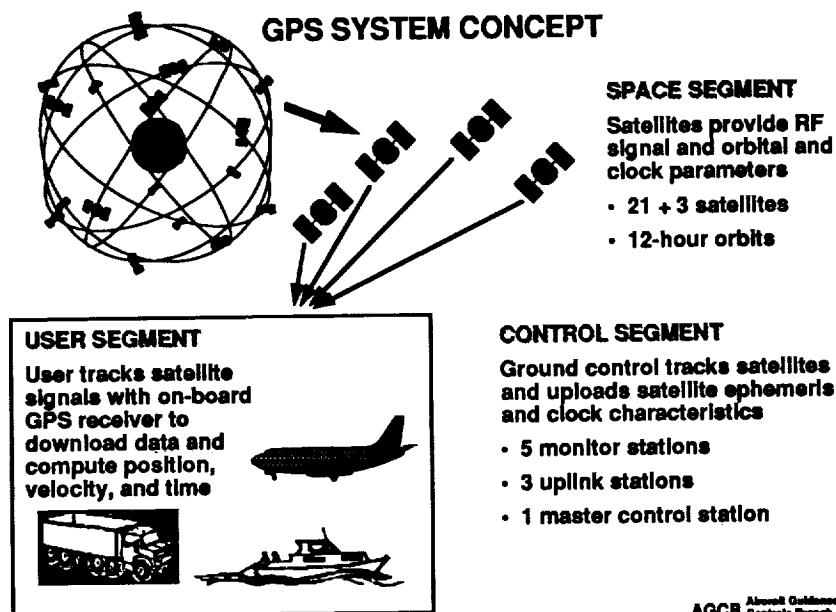 GPS SYSTEM CONCEPT
SPACE SEGMENT
Satellites provide RF
signal and orbital and
clock parameters
· 21 + 3 satellites
· 12-hour orbits
USER SEGMENT
User tracks satellite
signals with on-board
GPS receiver to
download data and
compute position,
velocity, and time
CONTROL SEGMENT
Ground control tracks satellites
and uploads satellite ephemeris
and clock characteristics
· 5 monitor stations
· 3 uplink stations
· 1 master control station
AGCB Aircraft Guidance